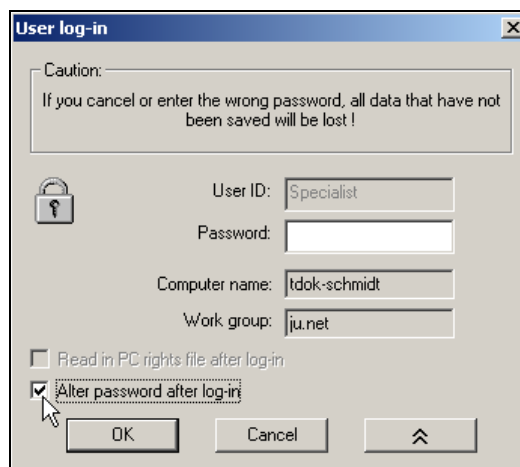 User log-in
Caution:
If you cancel or enter the wrong password, all data that have not
been saved will be lost !
User ID: Specialist
Password:
Computer name: tdok-schmidt
Work group: ju.net
Read in PC rights file after log-in
Alter password after log-in
OK Cancel